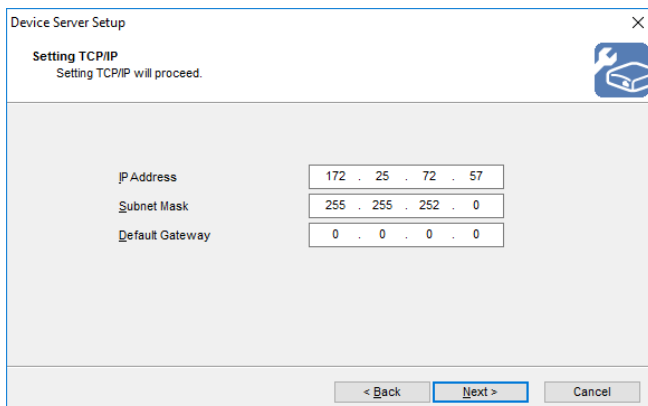 Device Server Setup
Setting TCP/IP
Setting TCP/IP will proceed.
IP Address 172 . 25 . 72 . 57
Subnet Mask 255 . 255 . 252 . 0
Default Gateway 0 . 0 . 0 . 0
< Back Next > Cancel